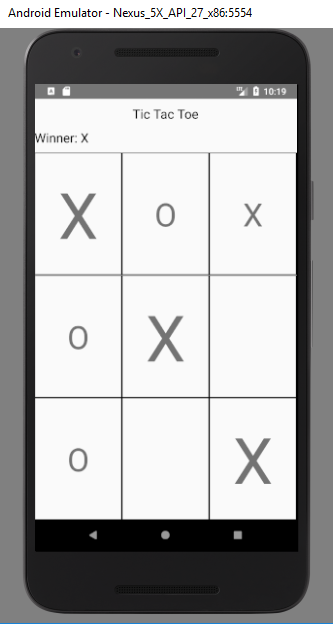 Android Emulator - Nexus_5X_API_27_x86:5554
10:19
Tic Tac Toe
Winner: X
X O X
O X
O X